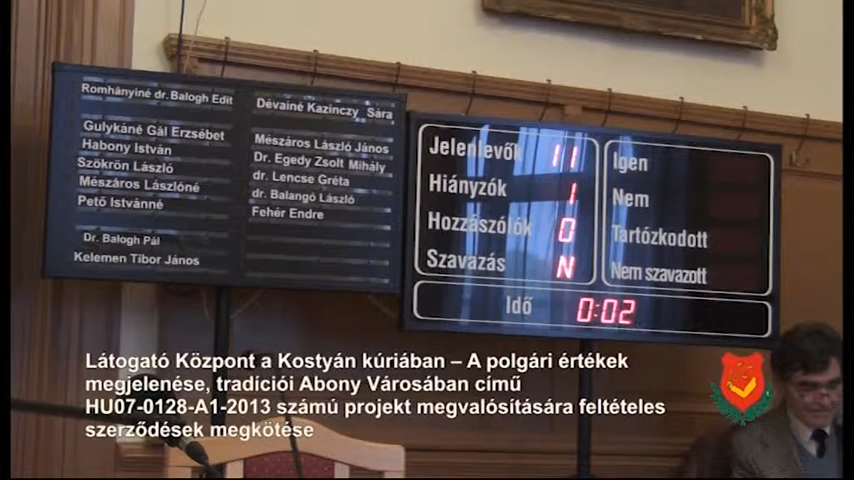 Romhányiné dr.Balogh Edit
Gulykáné Gál Erzsébet
Habony István
Szökrön László
Mészáros Lászlóné
Pető Istvánné
Dr.Balogh Pál
Kelemen Tibor János
Dévainé Kazinczy Sára
Mészáros László János
Dr.Egedy Zsolt Mihály
dr.Lencse Gréta
dr.Balangó László
Fehér Endre
Jelenlevők 11
Hiányzók 1
Hozzászólók 0
Szavazás N
Igen
Nem
Tartózkodott
Nem szavazott
Idő 0:02
Látogató Központ a Kostyán kúriában – A polgári értékek
megjelenése, tradíciói Abony Városában című
HU07-0128-A1-2013 számú projekt megvalósítására feltételes
szerződések megkötése